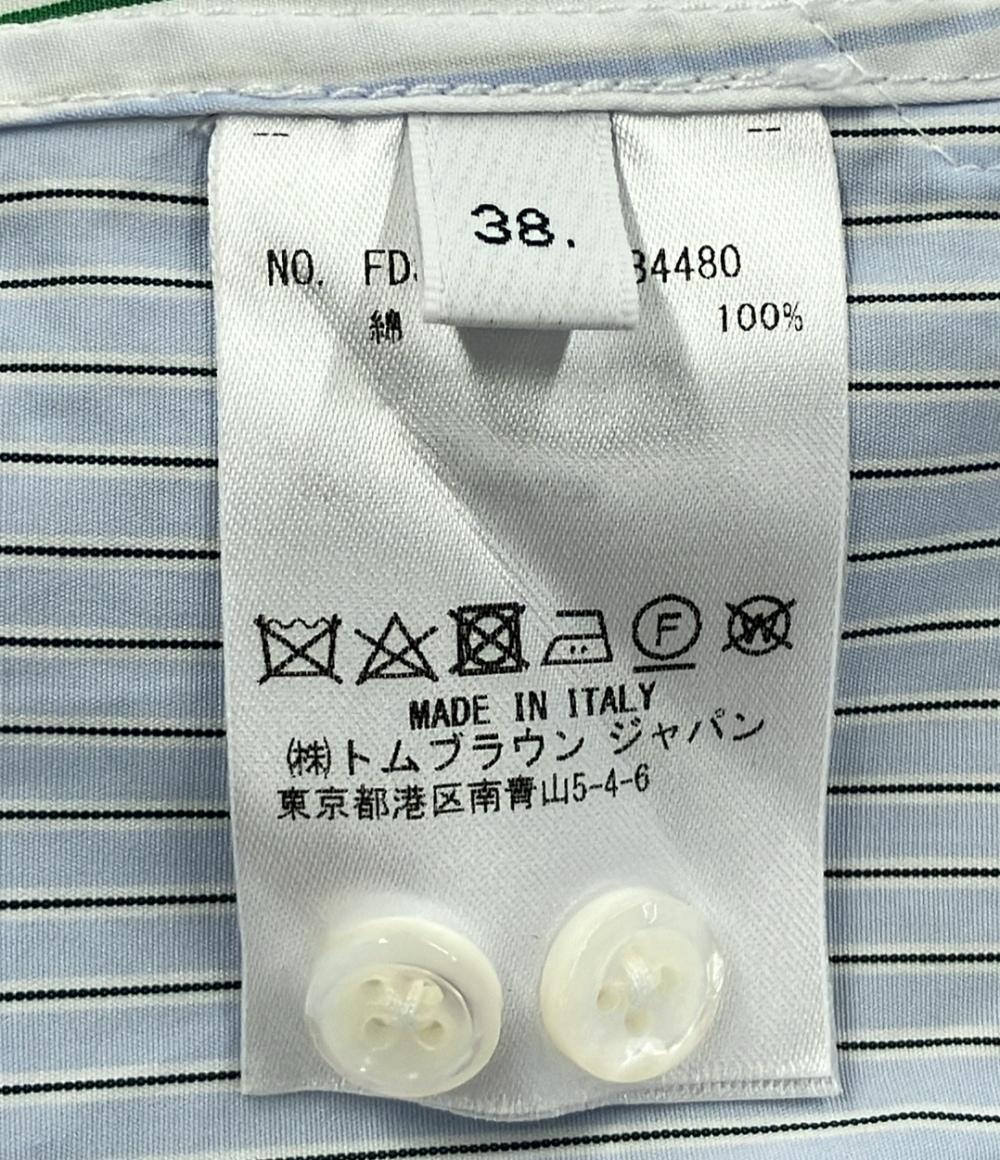 38.
NO. FD 34480
綿 100%
F W
MADE IN ITALY
㈱トムブラウン ジャパン
東京都港区南青山5-4-6